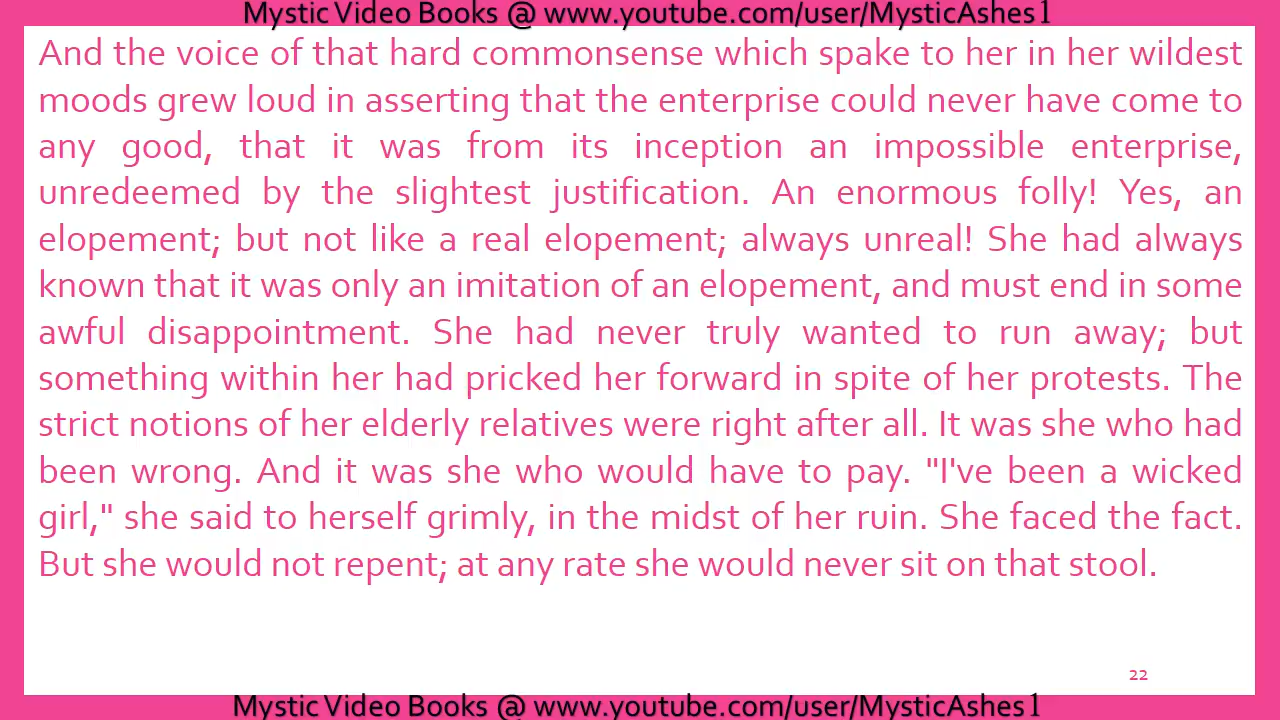 Mystic Video Books @ www.youtube.com/user/MysticAshes1
And the voice of that hard commonsense which spake to her in her wildest
moods grew loud in asserting that the enterprise could never have come to
any good, that it was from its inception an impossible enterprise,
unredeemed by the slightest justification. An enormous folly! Yes, an
elopement; but not like a real elopement; always unreal! She had always
known that it was only an imitation of an elopement, and must end in some
awful disappointment. She had never truly wanted to run away; but
something within her had pricked her forward in spite of her protests. The
strict notions of her elderly relatives were right after all. It was she who had
been wrong. And it was she who would have to pay. "I've been a wicked
girl," she said to herself grimly, in the midst of her ruin. She faced the fact.
But she would not repent; at any rate she would never sit on that stool.
22
Mystic Video Books @ www.youtube.com/user/MysticAshes1